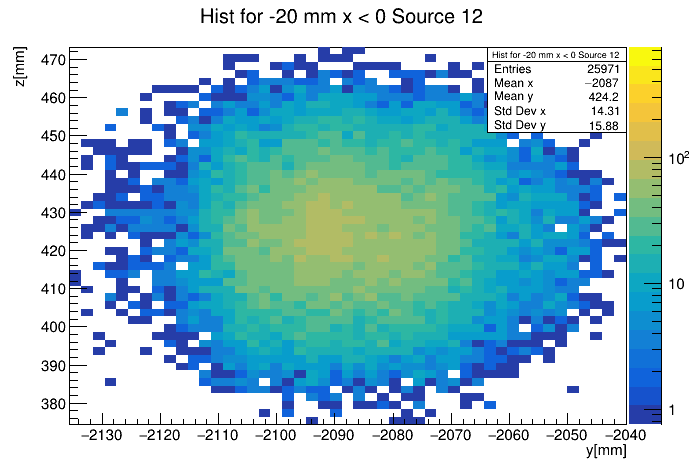 Hist for -20 mm x < 0 Source 12
z[mm]
Hist for -20 mm x < 0 Source 12
Entries 25971
Mean x −2087
Mean y 424.2
Std Dev x 14.31
Std Dev y 15.88
470
460
450
440
430
420
410
400
390
380
−2130 −2120 −2110 −2100 −2090 −2080 −2070 −2060 −2050 −2040
y[mm]
10²
10
1